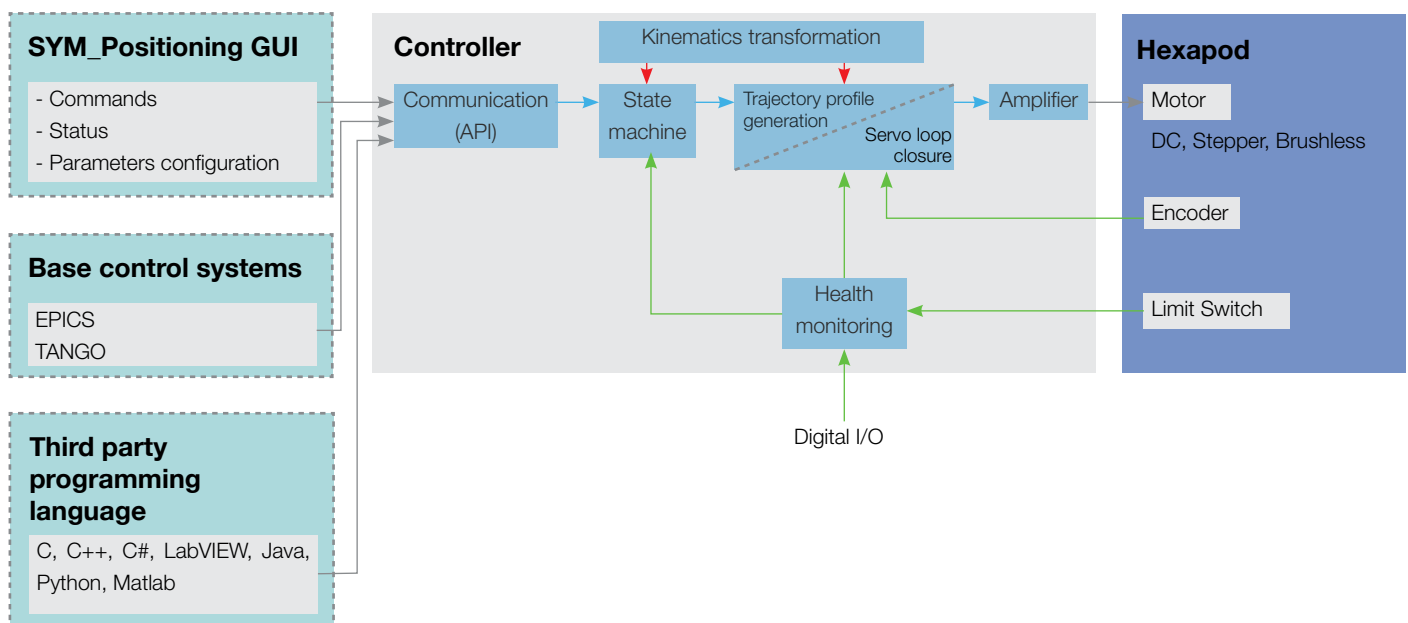 SYM_Positioning GUI
- Commands
- Status
- Parameters configuration
Base control systems
EPICS
TANGO
Third party
programming
language
C, C++, C#, LabVIEW, Java,
Python, Matlab
Controller
Kinematics transformation
Communication
(API)
State
machine
Trajectory profile
generation
Servo loop
closure
Amplifier
Health
monitoring
Digital I/O
Hexapod
Motor
DC, Stepper, Brushless
Encoder
Limit Switch